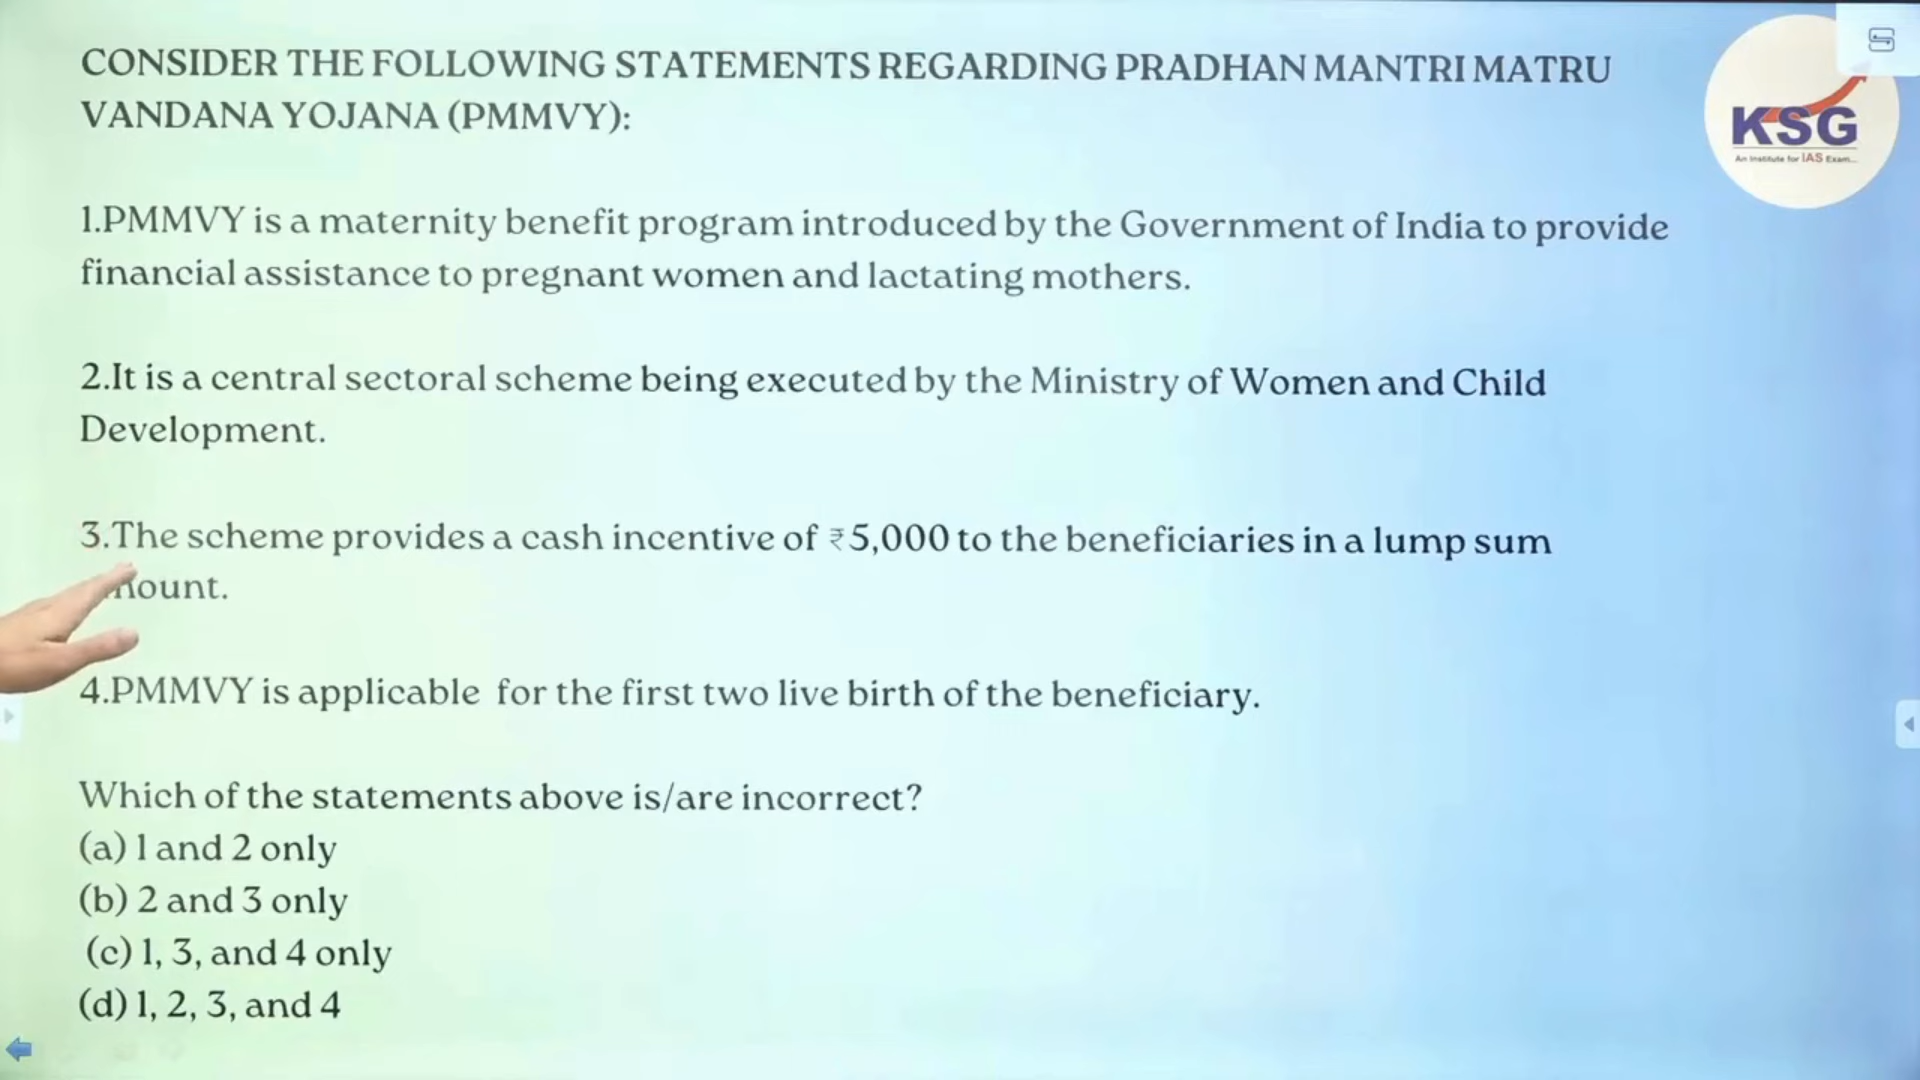 CONSIDER THE FOLLOWING STATEMENTS REGARDING PRADHAN MANTRI MATRU
VANDANA YOJANA (PMMVY):
KSG
An Institute for IAS Exam...
1.PMMVY is a maternity benefit program introduced by the Government of India to provide
financial assistance to pregnant women and lactating mothers.
2.It is a central sectoral scheme being executed by the Ministry of Women and Child
Development.
3.The scheme provides a cash incentive of ₹5,000 to the beneficiaries in a lump sum
4.PMMVY is applicable for the first two live birth of the beneficiary.
Which of the statements above is/are incorrect?
(a) 1 and 2 only
(b) 2 and 3 only
(c) 1, 3, and 4 only
(d) 1, 2, 3, and 4